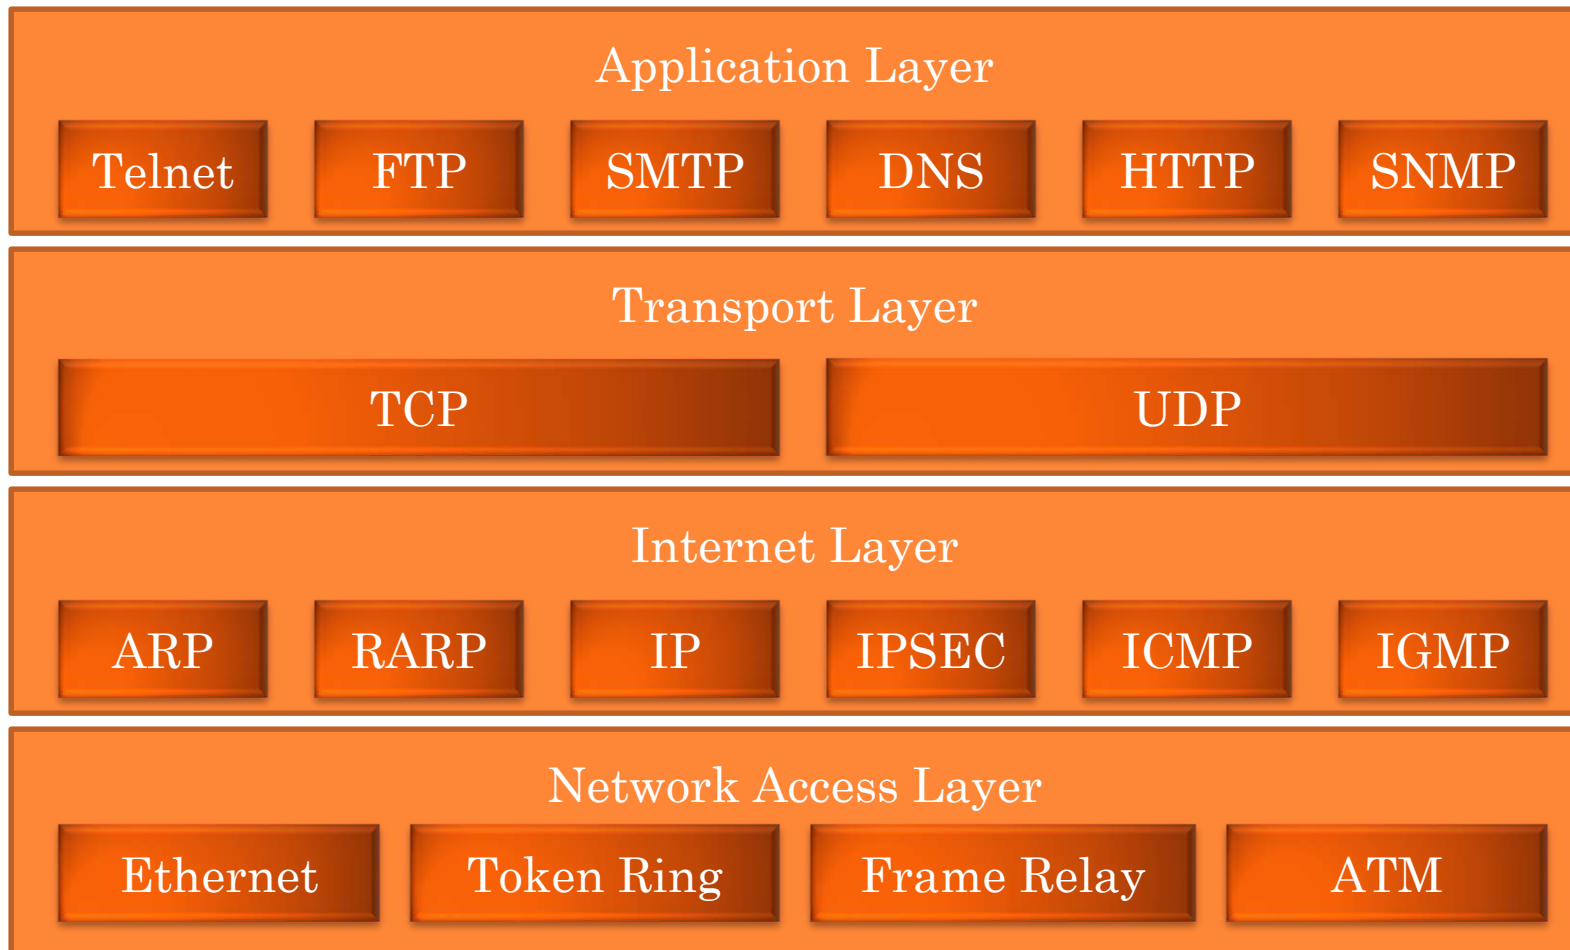 Application Layer
Telnet FTP SMTP DNS HTTP SNMP
Transport Layer
TCP UDP
Internet Layer
ARP RARP IP IPSEC ICMP IGMP
Network Access Layer
Ethernet Token Ring Frame Relay ATM